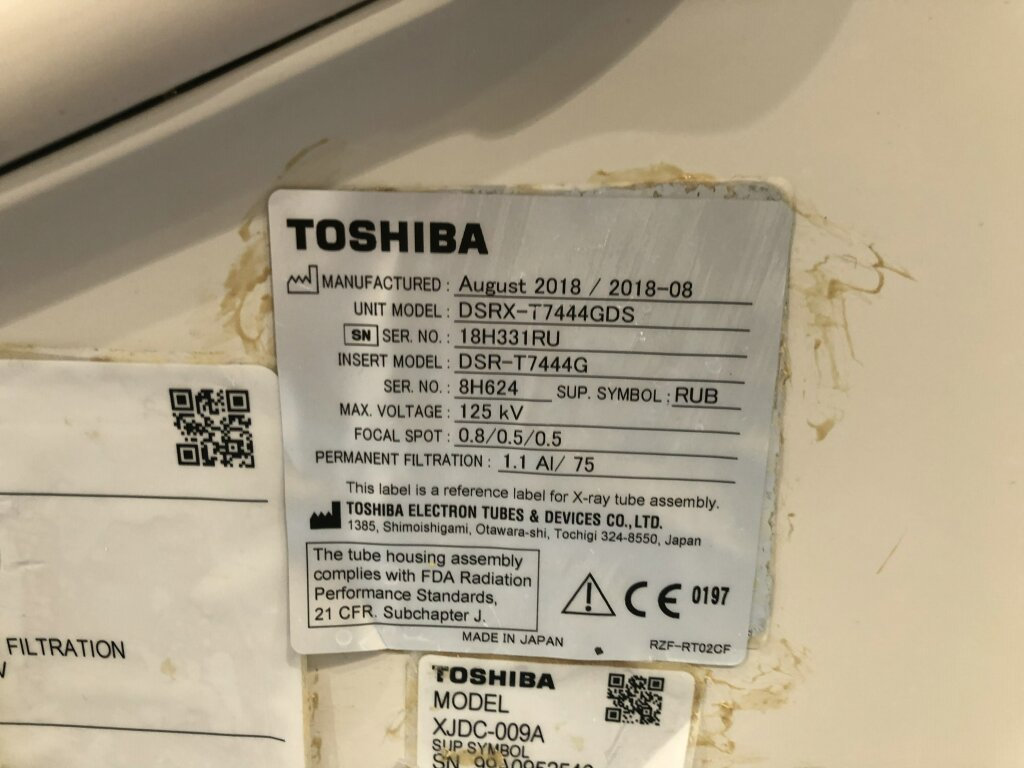 TOSHIBA
MANUFACTURED : August 2018 / 2018-08
UNIT MODEL : DSRX-T7444GDS
SN SER. NO. : 18H331RU
INSERT MODEL : DSR-T7444G
SER. NO. : 8H624 SUP. SYMBOL : RUB
MAX. VOLTAGE : 125 kV
FOCAL SPOT : 0.8/0.5/0.5
PERMANENT FILTRATION : 1.1 Al/ 75
This label is a reference label for X-ray tube assembly.
TOSHIBA ELECTRON TUBES & DEVICES CO., LTD.
1385, Shimoishigami, Otawara-shi, Tochigi 324-8550, Japan
The tube housing assembly
complies with FDA Radiation
Performance Standards,
21 CFR. Subchapter J.
CE 0197
MADE IN JAPAN RZF-RT02CF
FILTRATION
TOSHIBA
MODEL
XJDC-009A
SUP SYMBOL
SN